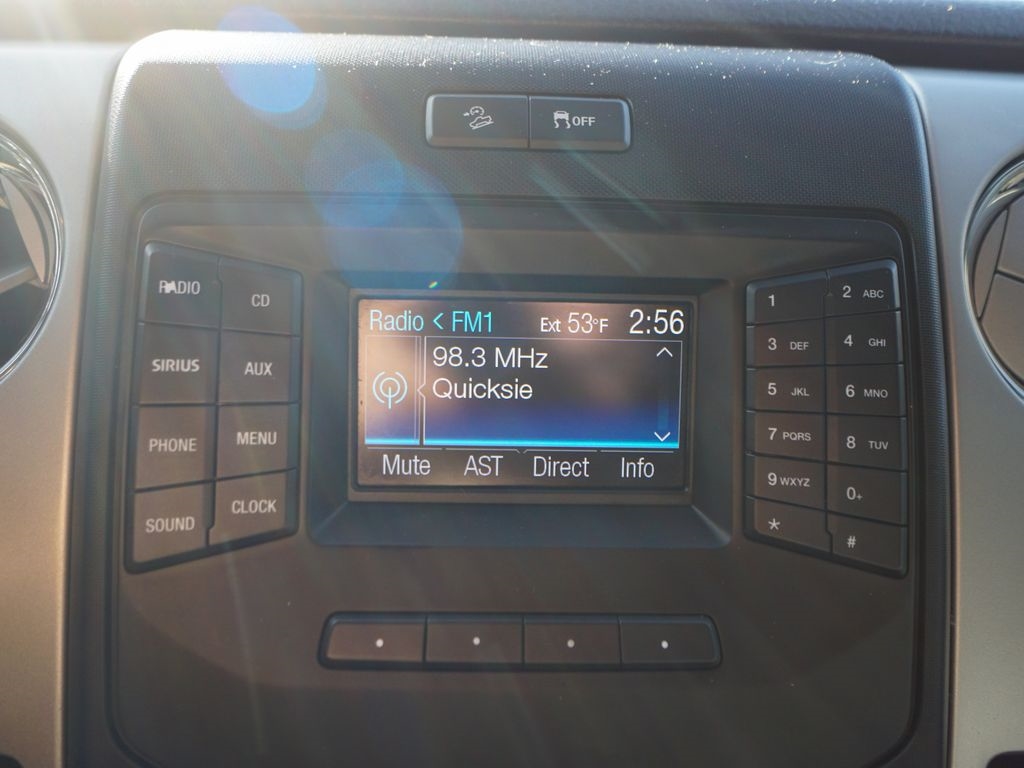 OFF
RADIO
CD
SIRIUS
AUX
PHONE
MENU
SOUND
CLOCK
Radio < FM1 Ext 53°F 2:56
98.3 MHz
Quicksie
Mute AST Direct Info
1
2 ABC
3 DEF
4 GHI
5 JKL
6 MNO
7 PQRS
8 TUV
9 WXYZ
0+
*
#